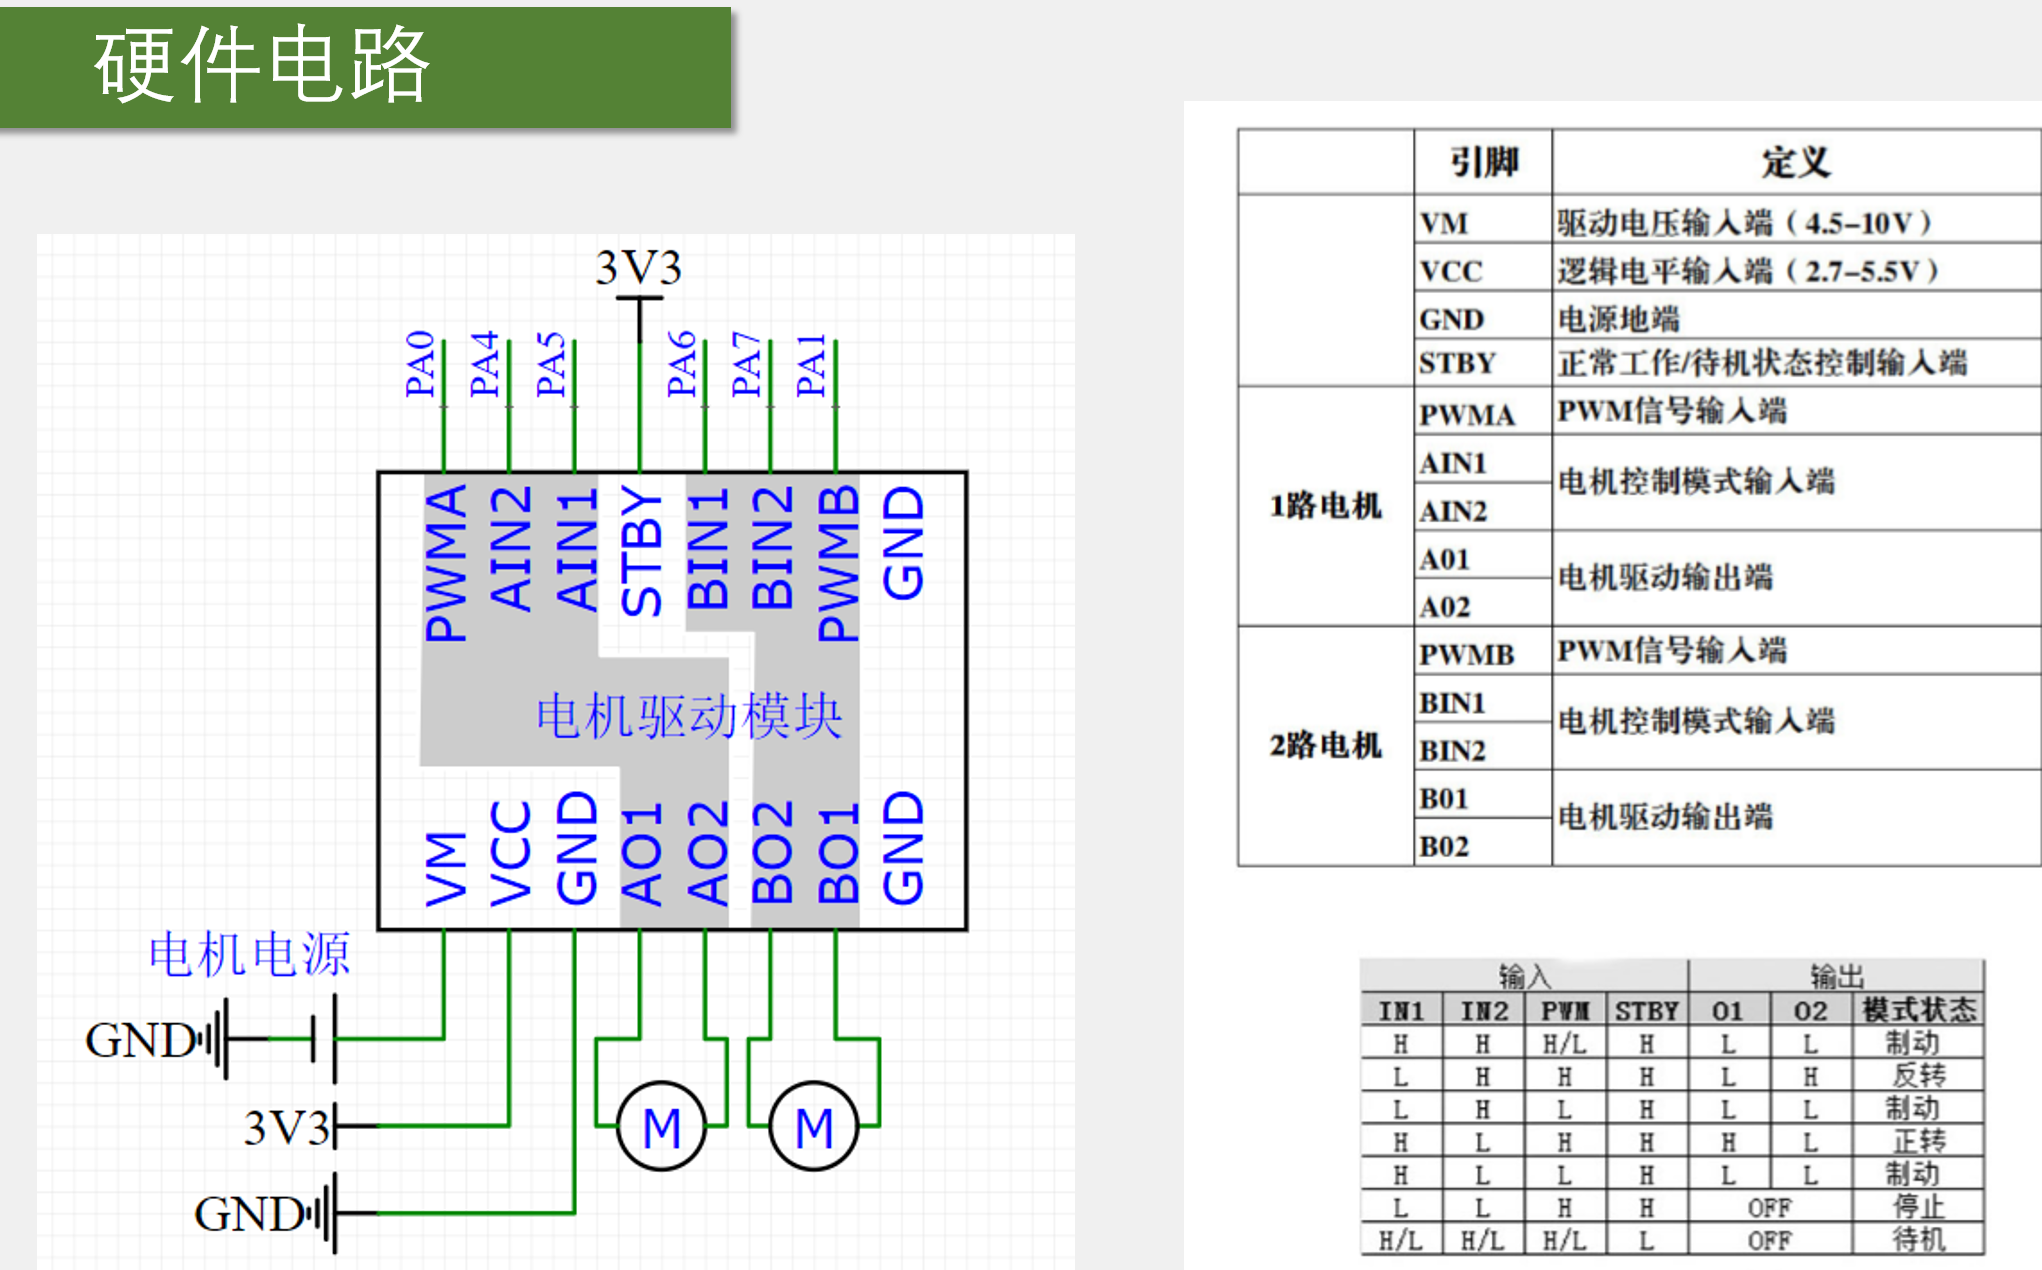 硬件电路
3V3
PA0 PA4 PA5 PA6 PA7 PA1
PWMA AIN2 AIN1 STBY BIN1 BIN2 PWMB GND
电机驱动模块
VM VCC GND AO1 AO2 BO2 BO1 GND
电机电源
GND
3V3
GND
M M
引脚 定义
VM 驱动电压输入端（4.5-10V）
VCC 逻辑电平输入端（2.7-5.5V）
GND 电源地端
STBY 正常工作/待机状态控制输入端
1路电机
PWMA PWM信号输入端
AIN1
电机控制模式输入端
AIN2
A01
电机驱动输出端
A02
2路电机
PWMB PWM信号输入端
BIN1
电机控制模式输入端
BIN2
B01
电机驱动输出端
B02
输入 输出
IN1 IN2 PWM STBY O1 O2 模式状态
H H H/L H L L 制动
L H H H L H 反转
L H L H L L 制动
H L H H H L 正转
H L L H L L 制动
L L H H OFF 停止
H/L H/L H/L L OFF 待机